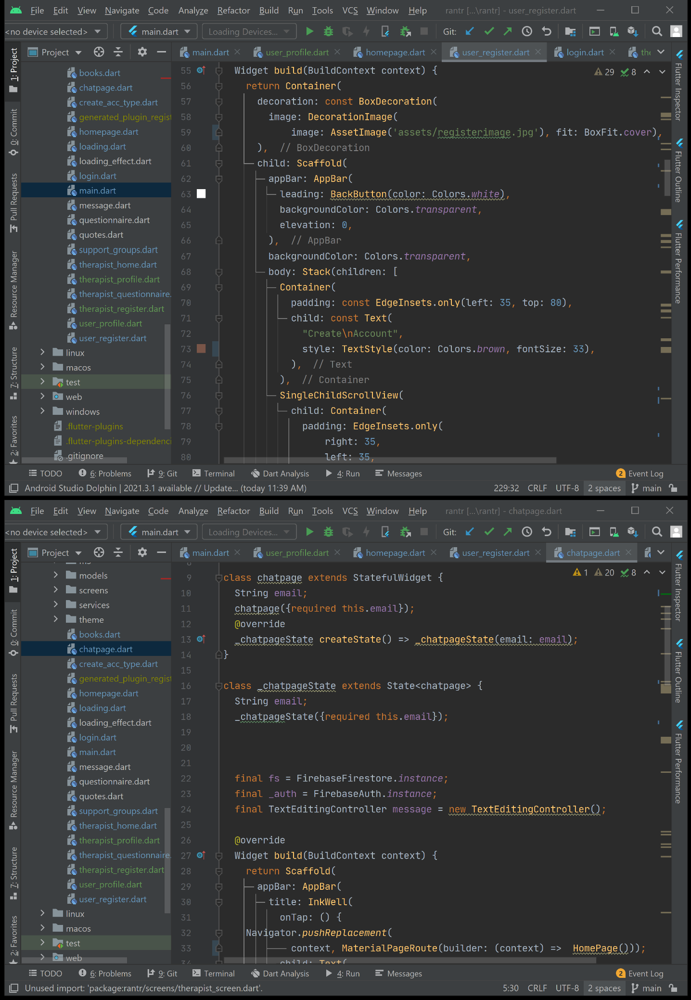 File Edit View Navigate Code Analyze Refactor Build Run Tools VCS Window Help rantr [...\rantr] - user_register.dart
<no device selected> main.dart Loading Devices... Git:
Project main.dart user_profile.dart homepage.dart user_register.dart login.dart the
1: Project
0: Commit
Pull Requests
Resource Manager
7: Structure
2: Favorites
books.dart
chatpage.dart
create_acc_type.dart
generated_plugin_regist
homepage.dart
loading.dart
loading_effect.dart
login.dart
main.dart
message.dart
questionnaire.dart
quotes.dart
support_groups.dart
therapist_home.dart
therapist_profile.dart
therapist_questionnaire.
therapist_register.dart
user_profile.dart
user_register.dart
linux
macos
test
web
windows
.flutter-plugins
.flutter-plugins-dependenci
.gitignore
29 8
55 Widget build(BuildContext context) {
56 return Container(
57 decoration: const BoxDecoration(
58 image: DecorationImage(
59 image: AssetImage('assets/registerimage.jpg'), fit: BoxFit.cover),
60 ), // BoxDecoration
61 child: Scaffold(
62 appBar: AppBar(
63 leading: BackButton(color: Colors.white),
64 backgroundColor: Colors.transparent,
65 elevation: 0,
66 ), // AppBar
67 backgroundColor: Colors.transparent,
68 body: Stack(children: [
69 Container(
70 padding: const EdgeInsets.only(left: 35, top: 80),
71 child: const Text(
72 "Create\nAccount",
73 style: TextStyle(color: Colors.brown, fontSize: 33),
74 ), // Text
75 ), // Container
76 SingleChildScrollView(
77 child: Container(
78 padding: EdgeInsets.only(
79 right: 35,
80 left: 35,
Flutter Inspector
Flutter Outline
Flutter Performance
TODO 6: Problems 9: Git Terminal Dart Analysis 4: Run Messages 2 Event Log
Android Studio Dolphin | 2021.3.1 available // Update... (today 11:39 AM) 229:32 CRLF UTF-8 2 spaces main
File Edit View Navigate Code Analyze Refactor Build Run Tools VCS Window Help rantr [...\rantr] - chatpage.dart
<no device selected> main.dart Loading Devices... Git:
Project main.dart user_profile.dart homepage.dart user_register.dart chatpage.dart
1: Project
0: Commit
Pull Requests
Resource Manager
7: Structure
2: Favorites
models
screens
services
theme
books.dart
chatpage.dart
create_acc_type.dart
generated_plugin_regist
homepage.dart
loading.dart
loading_effect.dart
login.dart
main.dart
message.dart
questionnaire.dart
quotes.dart
support_groups.dart
therapist_home.dart
therapist_profile.dart
therapist_questionnaire.
therapist_register.dart
user_profile.dart
user_register.dart
linux
macos
test
web
1 20 8
8
9 class chatpage extends StatefulWidget {
10 String email;
11 chatpage({required this.email});
12 @override
13 _chatpageState createState() => _chatpageState(email: email);
14 }
15
16 class _chatpageState extends State<chatpage> {
17 String email;
18 _chatpageState({required this.email});
19
20
21
22 final fs = FirebaseFirestore.instance;
23 final _auth = FirebaseAuth.instance;
24 final TextEditingController message = new TextEditingController();
25
26 @override
27 Widget build(BuildContext context) {
28 return Scaffold(
29 appBar: AppBar(
30 title: InkWell(
31 onTap: () {
32 Navigator.pushReplacement(
33 context, MaterialPageRoute(builder: (context) => HomePage()));
34 child: Text(
Flutter Inspector
Flutter Outline
Flutter Performance
TODO 6: Problems 9: Git Terminal Dart Analysis 4: Run Messages 2 Event Log
Unused import: 'package:rantr/screens/therapist_screen.dart'. 5:30 CRLF UTF-8 2 spaces main